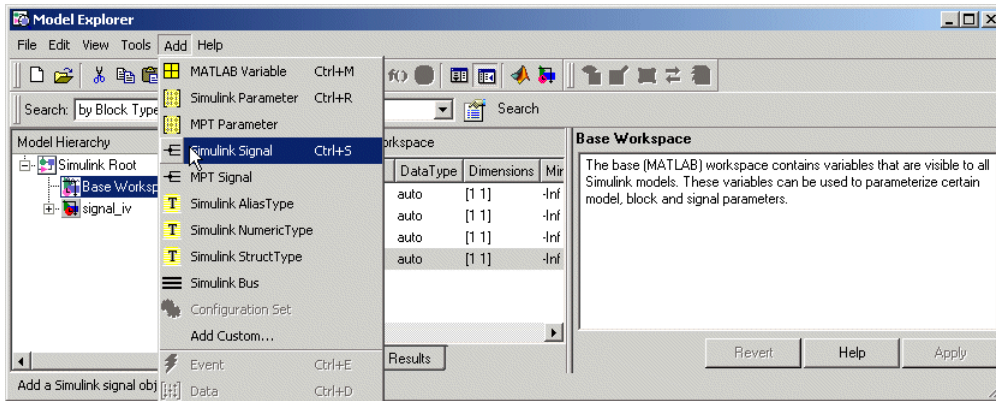 Model Explorer
File Edit View Tools Add Help
Search: by Block Type
Search
MATLAB Variable Ctrl+M
Simulink Parameter Ctrl+R
MPT Parameter
Simulink Signal Ctrl+S
MPT Signal
Simulink AliasType
Simulink NumericType
Simulink StructType
Simulink Bus
Configuration Set
Add Custom...
Event Ctrl+E
Data Ctrl+D
Model Hierarchy
Simulink Root
Base Worksp
signal_iv
rkspace
DataType Dimensions Mir
auto [1 1] -Inf
auto [1 1] -Inf
auto [1 1] -Inf
auto [1 1] -Inf
Results
Base Workspace
The base (MATLAB) workspace contains variables that are visible to all
Simulink models. These variables can be used to parameterize certain
model, block and signal parameters.
Revert Help Apply
Add a Simulink signal obj